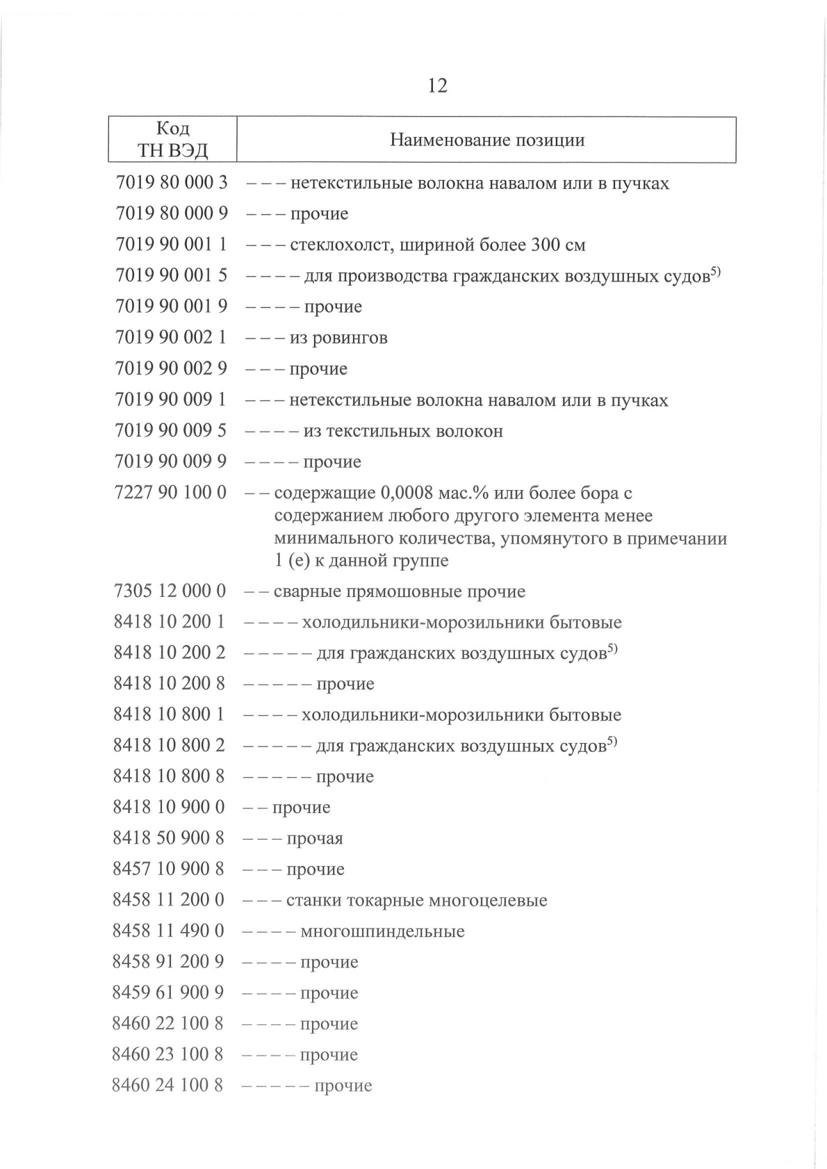 12
Код
ТН ВЭД
Наименование позиции
7019 80 000 3 – – – нетекстильные волокна навалом или в пучках
7019 80 000 9 – – – прочие
7019 90 001 1 – – – стеклохолст, шириной более 300 см
7019 90 001 5 – – – – для производства гражданских воздушных судов5)
7019 90 001 9 – – – – прочие
7019 90 002 1 – – – из ровингов
7019 90 002 9 – – – прочие
7019 90 009 1 – – – нетекстильные волокна навалом или в пучках
7019 90 009 5 – – – – из текстильных волокон
7019 90 009 9 – – – – прочие
7227 90 100 0 – – содержащие 0,0008 мас.% или более бора с
содержанием любого другого элемента менее
минимального количества, упомянутого в примечании
1 (е) к данной группе
7305 12 000 0 – – сварные прямошовные прочие
8418 10 200 1 – – – – холодильники-морозильники бытовые
8418 10 200 2 – – – – – для гражданских воздушных судов5)
8418 10 200 8 – – – – – прочие
8418 10 800 1 – – – – холодильники-морозильники бытовые
8418 10 800 2 – – – – – для гражданских воздушных судов5)
8418 10 800 8 – – – – – прочие
8418 10 900 0 – – прочие
8418 50 900 8 – – – прочая
8457 10 900 8 – – – прочие
8458 11 200 0 – – – станки токарные многоцелевые
8458 11 490 0 – – – – многошпиндельные
8458 91 200 9 – – – – прочие
8459 61 900 9 – – – – прочие
8460 22 100 8 – – – – прочие
8460 23 100 8 – – – – прочие
8460 24 100 8 – – – – – прочие